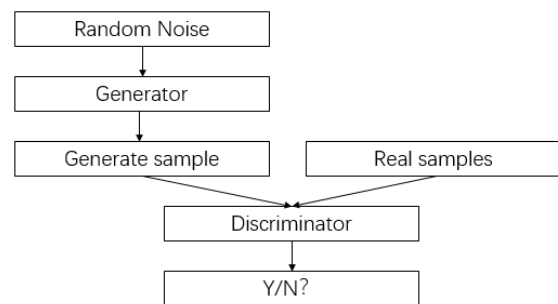 Random Noise
Generator
Generate sample
Real samples
Discriminator
Y/N?